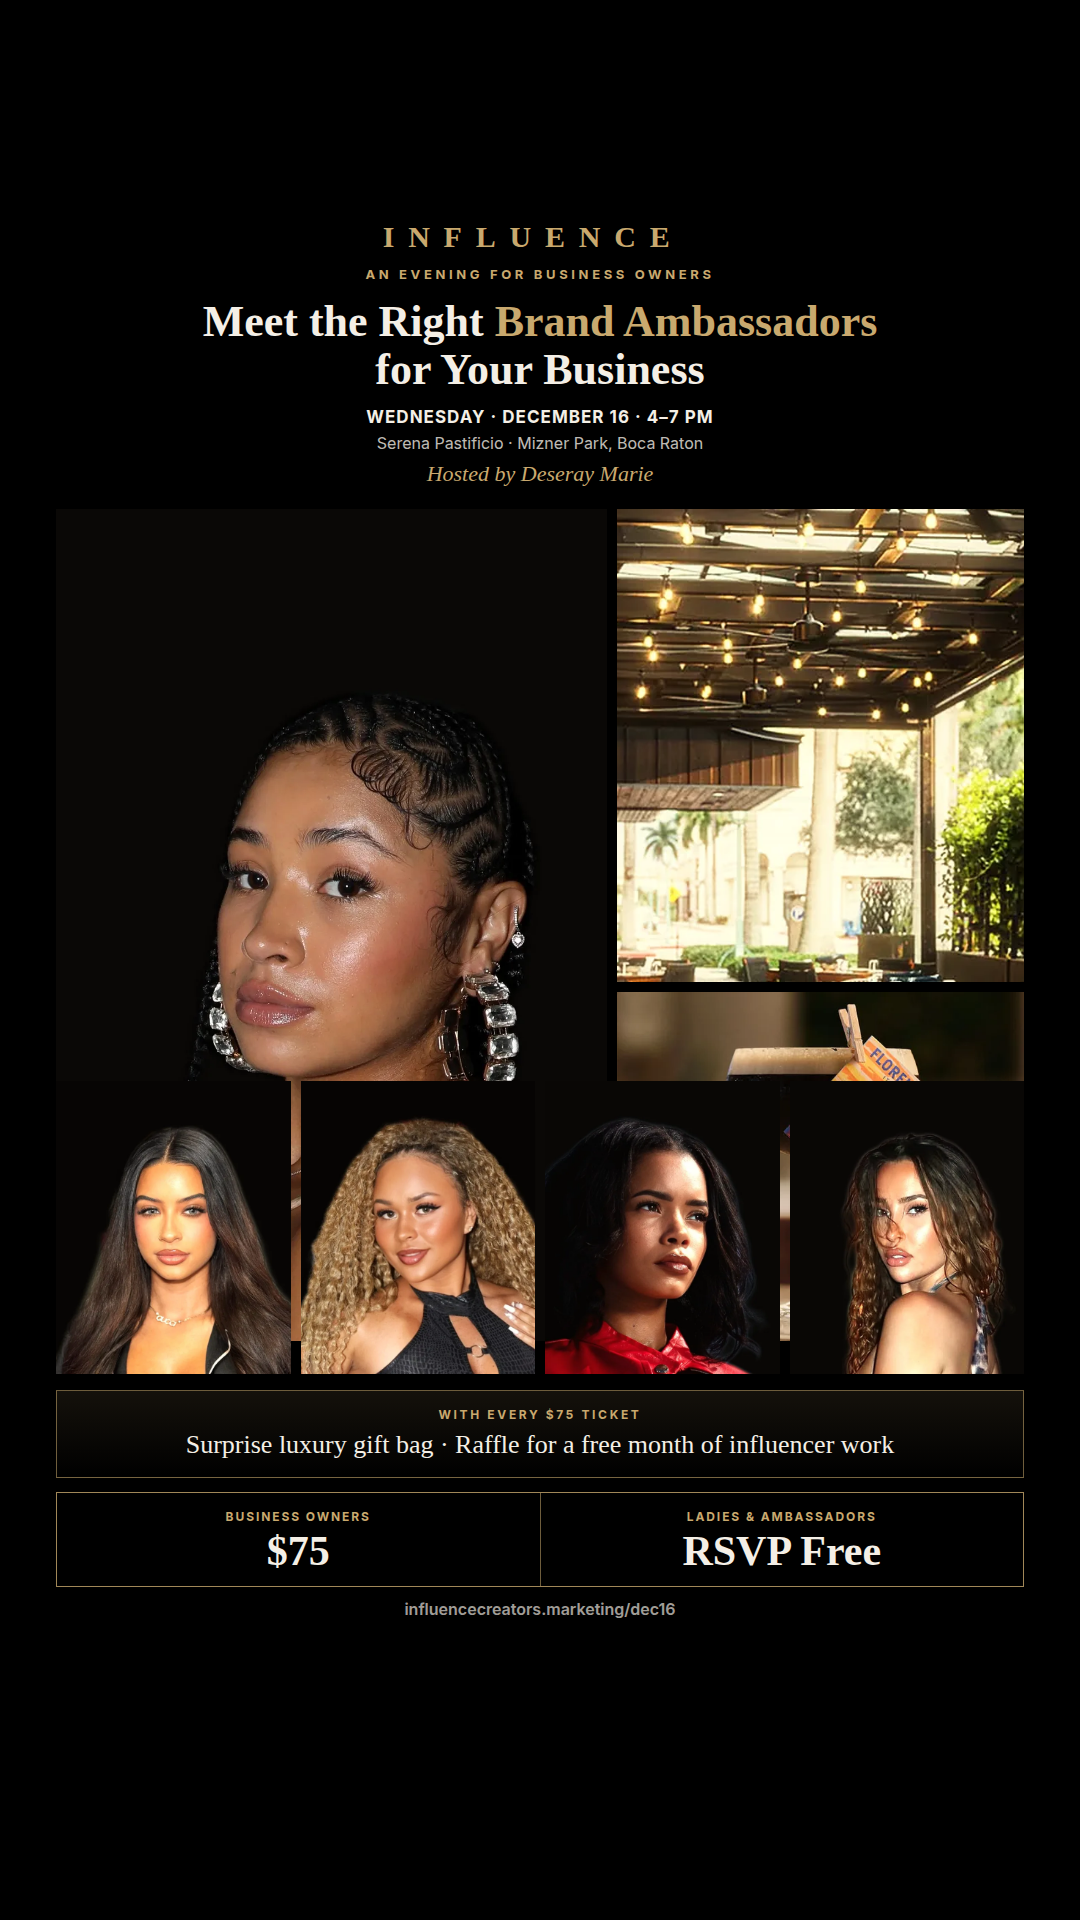 INFLUENCE
AN EVENING FOR BUSINESS OWNERS
Meet the Right Brand Ambassadors
for Your Business
WEDNESDAY · DECEMBER 16 · 4–7 PM
Serena Pastificio · Mizner Park, Boca Raton
Hosted by Deseray Marie
WITH EVERY $75 TICKET
Surprise luxury gift bag · Raffle for a free month of influencer work
BUSINESS OWNERS
$75
LADIES & AMBASSADORS
RSVP Free
influencecreators.marketing/dec16